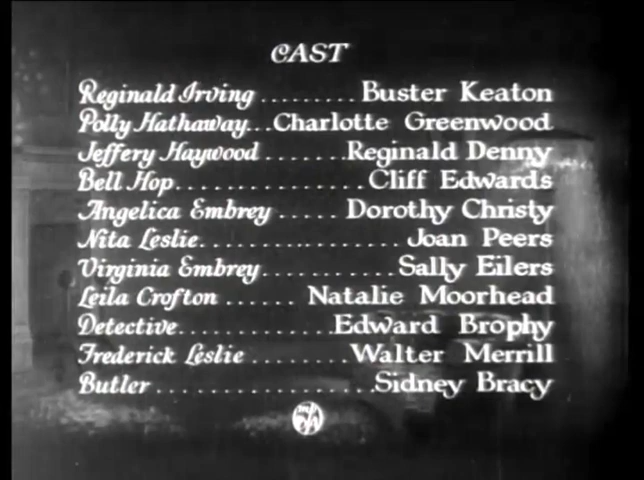 CAST
Reginald Irving ......... Buster Keaton
Polly Hathaway...Charlotte Greenwood
Jeffery Haywood .......Reginald Denny
Bell Hop.................Cliff Edwards
Angelica Embrey ..... Dorothy Christy
Nita Leslie....................Joan Peers
Virginia Embrey............Sally Eilers
Leila Crofton ...... Natalie Moorhead
Detective..............Edward Brophy
Frederick Leslie ........Walter Merrill
Butler ...................Sidney Bracy